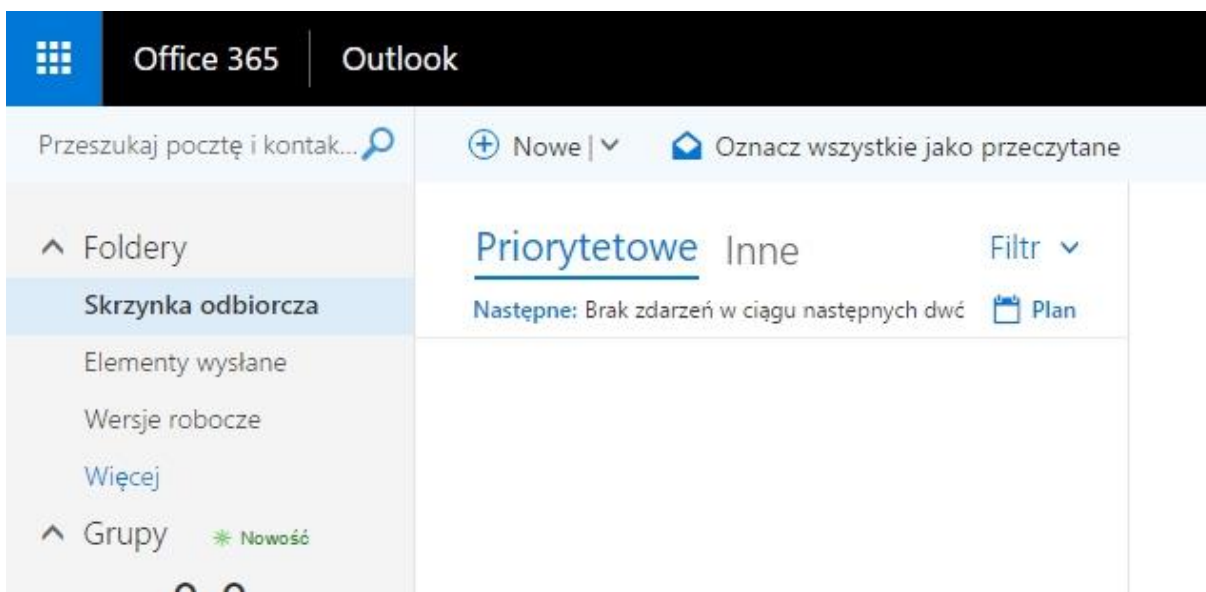 Office 365 | Outlook
Przeszukaj pocztę i kontak...
Nowe | Oznacz wszystkie jako przeczytane
Foldery
Skrzynka odbiorcza
Elementy wysłane
Wersje robocze
Więcej
Grupy Nowość
Priorytetowe Inne Filtr
Następne: Brak zdarzeń w ciągu następnych dwó Plan